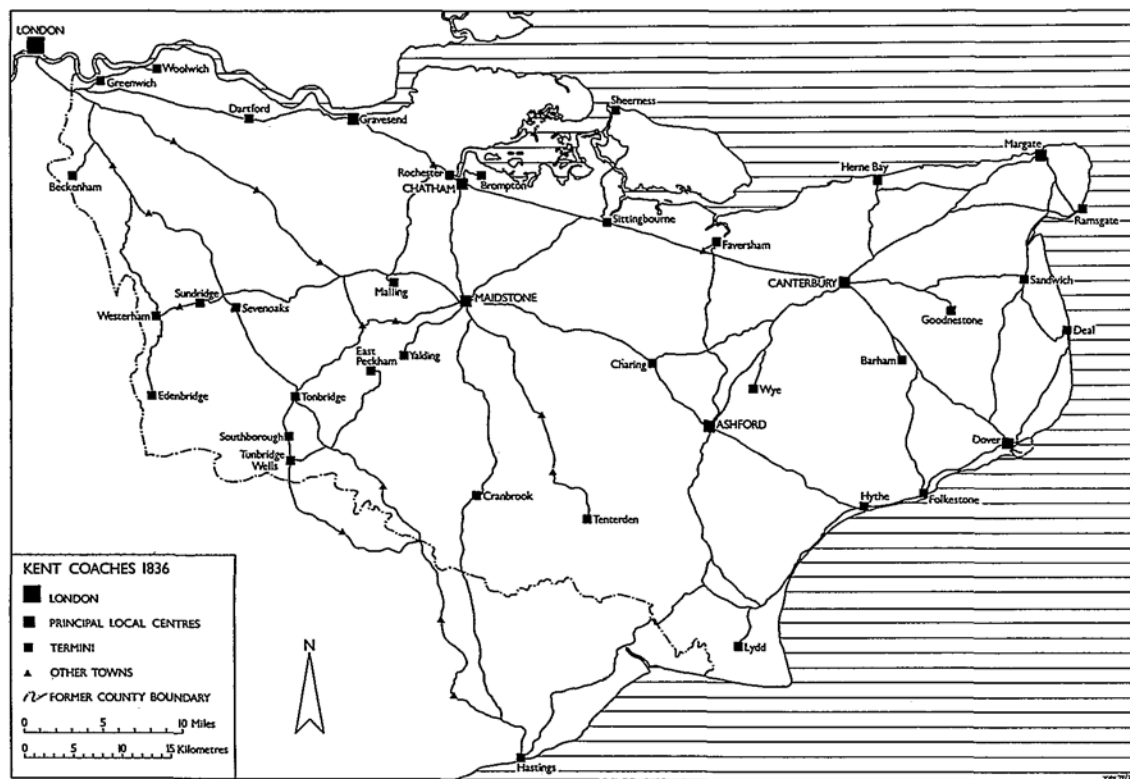 LONDON
Woolwich
Greenwich
Dartford
Gravesend
Sheerness
Margate
Beckenham
Rochester
CHATHAM
Brompton
Herne Bay
Ramsgate
Sittingbourne
Faversham
Sundridge
Malling
MAIDSTONE
CANTERBURY
Sandwich
Westerham
Sevenoaks
Goodnestone
Deal
East
Peckham
Yalding
Charing
Barham
Edenbridge
Tonbridge
Wye
Southborough
ASHFORD
Tunbridge
Wells
Dover
Cranbrook
Hythe
Folkestone
Tenterden
Lydd
Hastings
KENT COACHES 1836
LONDON
PRINCIPAL LOCAL CENTRES
TERMINI
OTHER TOWNS
FORMER COUNTY BOUNDARY
0 5 10 Miles
0 5 10 15 Kilometres
N